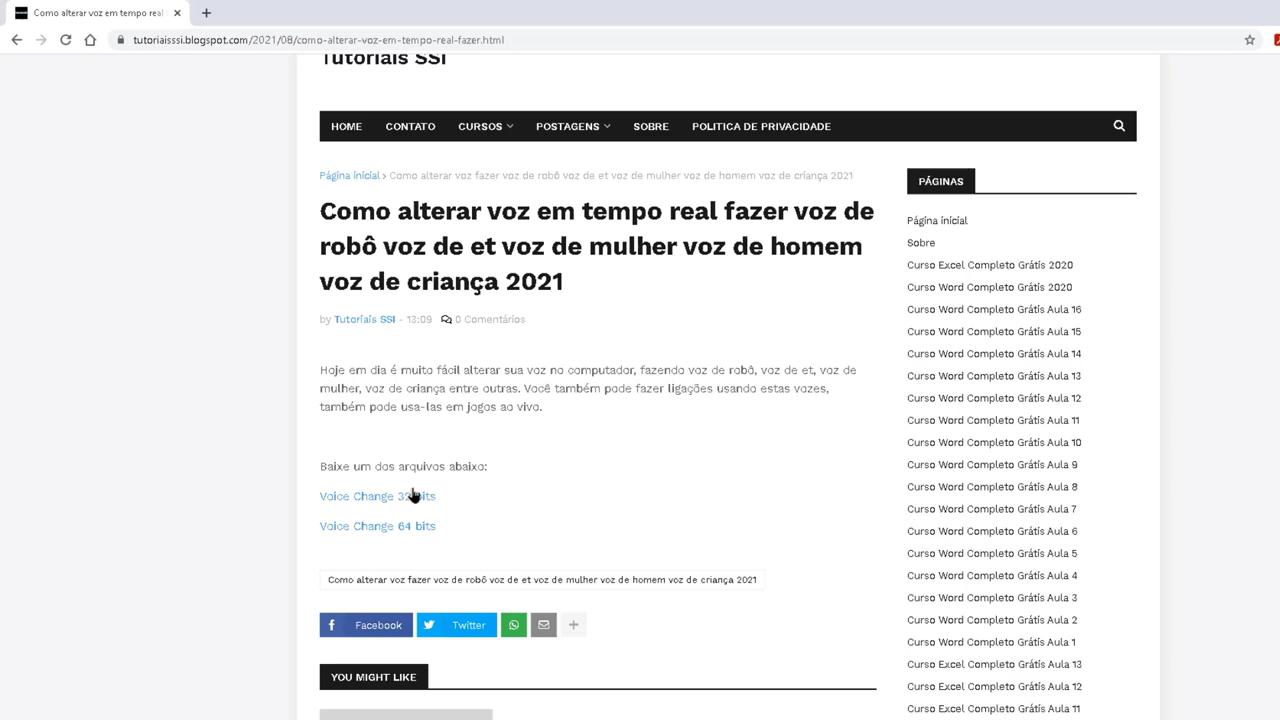 Como alterar voz em tempo real
tutoriaisssi.blogspot.com/2021/08/como-alterar-voz-em-tempo-real-fazer.html
Tutoriais SSI
HOME CONTATO CURSOS POSTAGENS SOBRE POLITICA DE PRIVACIDADE
Página inicial › Como alterar voz fazer voz de robô voz de et voz de mulher voz de homem voz de criança 2021
Como alterar voz em tempo real fazer voz de
robô voz de et voz de mulher voz de homem
voz de criança 2021
by Tutoriais SSI - 13:09 0 Comentários
Hoje em dia é muito fácil alterar sua voz no computador, fazendo voz de robô, voz de et, voz de
mulher, voz de criança entre outras. Você também pode fazer ligações usando estas vozes,
também pode usa-las em jogos ao vivo.
Baixe um dos arquivos abaixo:
Voice Change 32 bits
Voice Change 64 bits
Como alterar voz fazer voz de robô voz de et voz de mulher voz de homem voz de criança 2021
Facebook Twitter
YOU MIGHT LIKE
PÁGINAS
Página inicial
Sobre
Curso Excel Completo Grátis 2020
Curso Word Completo Grátis 2020
Curso Word Completo Grátis Aula 16
Curso Word Completo Grátis Aula 15
Curso Word Completo Grátis Aula 14
Curso Word Completo Grátis Aula 13
Curso Word Completo Grátis Aula 12
Curso Word Completo Grátis Aula 11
Curso Word Completo Grátis Aula 10
Curso Word Completo Grátis Aula 9
Curso Word Completo Grátis Aula 8
Curso Word Completo Grátis Aula 7
Curso Word Completo Grátis Aula 6
Curso Word Completo Grátis Aula 5
Curso Word Completo Grátis Aula 4
Curso Word Completo Grátis Aula 3
Curso Word Completo Grátis Aula 2
Curso Word Completo Grátis Aula 1
Curso Excel Completo Grátis Aula 13
Curso Excel Completo Grátis Aula 12
Curso Excel Completo Grátis Aula 11